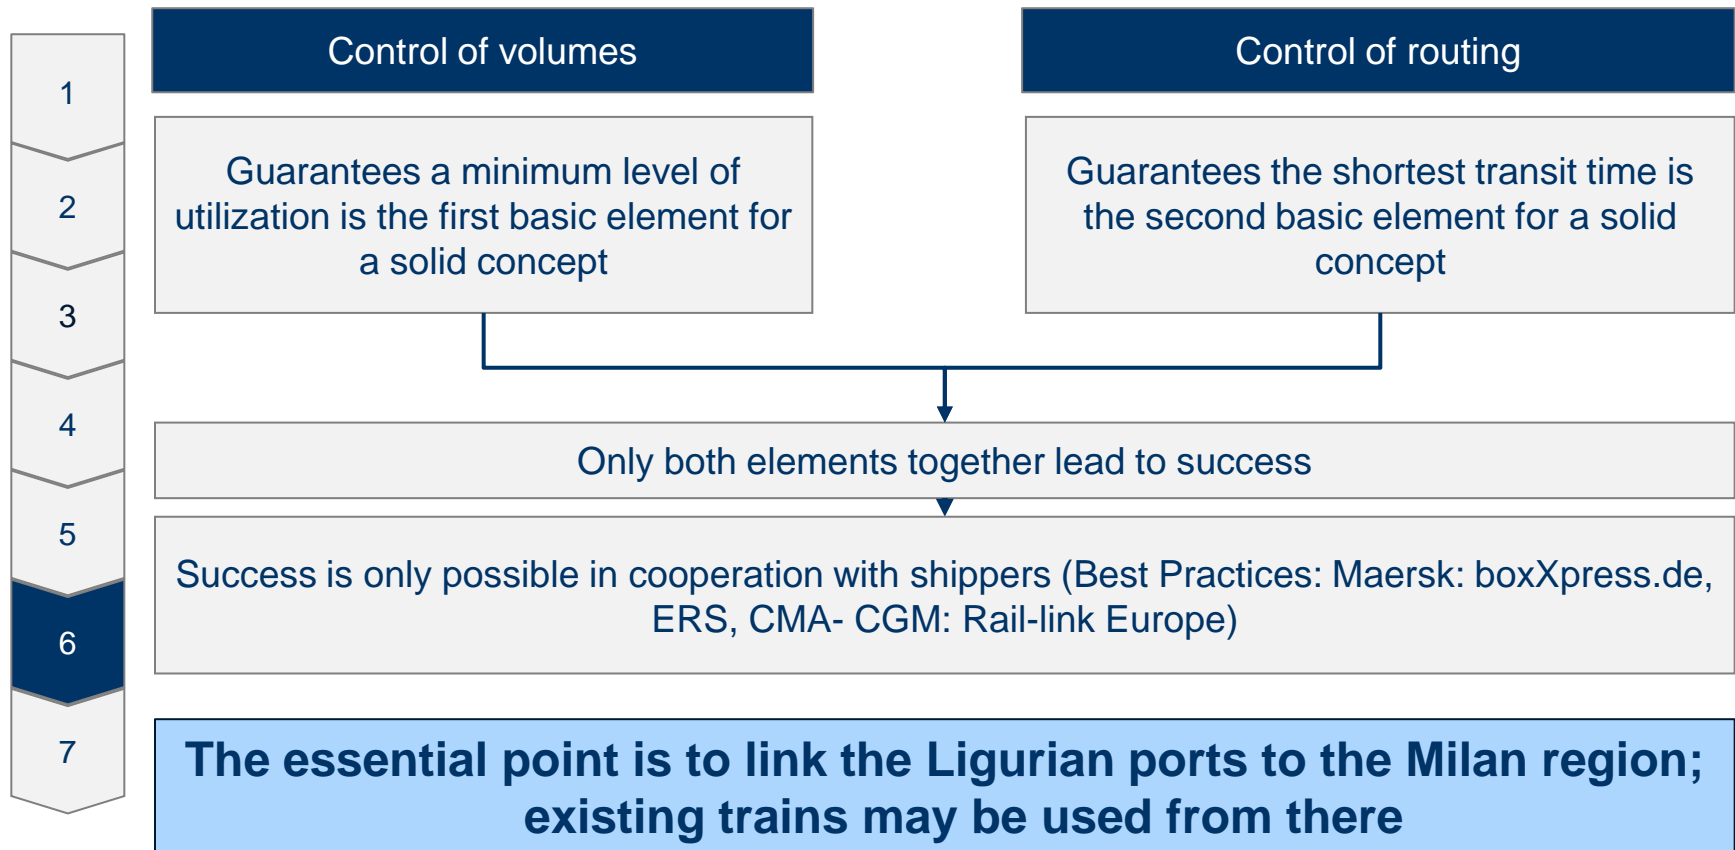 1
2
3
4
5
6
7
Control of volumes
Guarantees a minimum level of
utilization is the first basic element for
a solid concept
Control of routing
Guarantees the shortest transit time is
the second basic element for a solid
concept
Only both elements together lead to success
Success is only possible in cooperation with shippers (Best Practices: Maersk: boxXpress.de,
ERS, CMA- CGM: Rail-link Europe)
The essential point is to link the Ligurian ports to the Milan region;
existing trains may be used from there